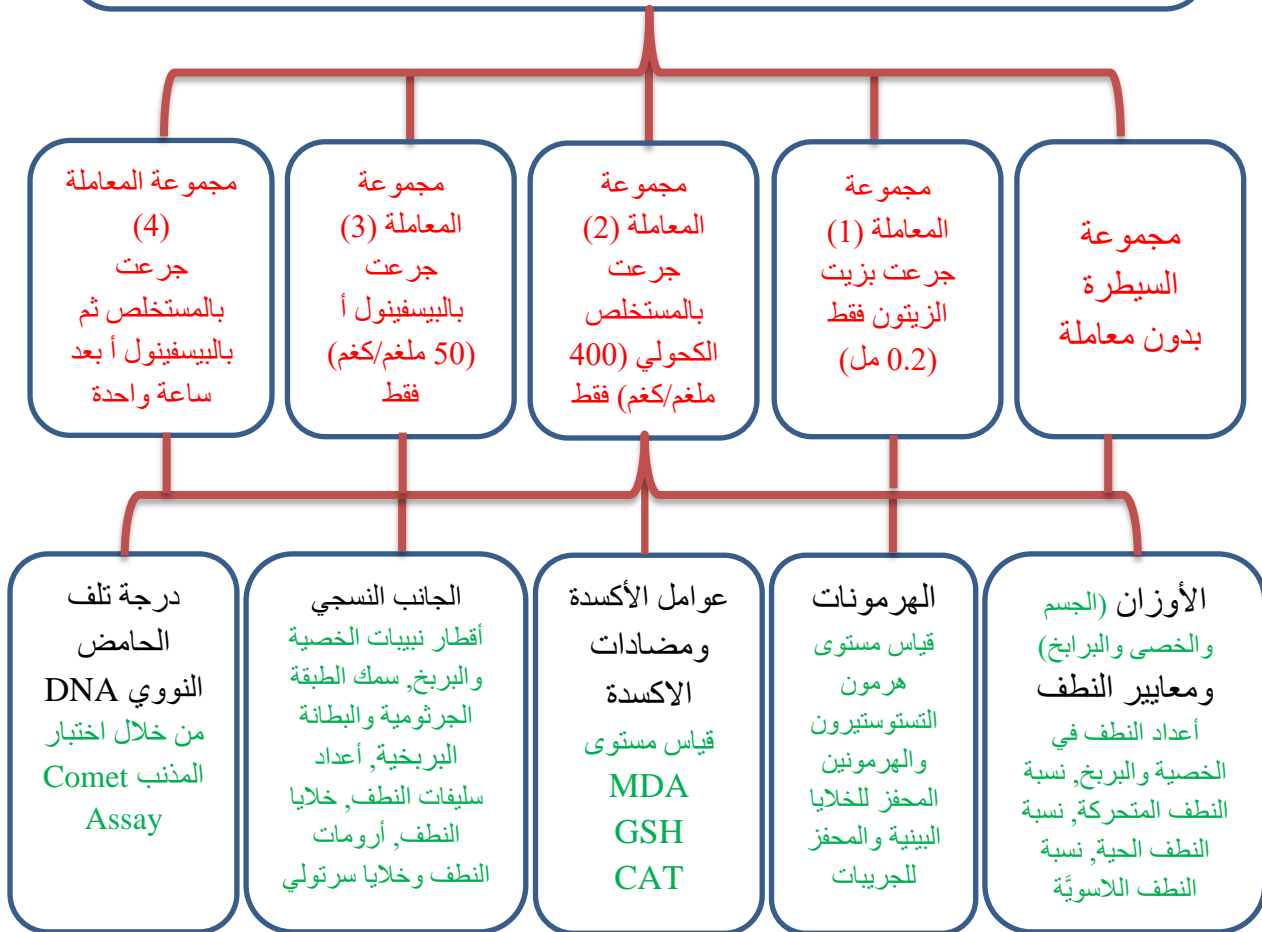 مجموعة
السيطرة
بدون معاملة
مجموعة
المعاملة (1)
جرعت بزيت
الزيتون فقط
(0.2 مل)
مجموعة
المعاملة (2)
جرعت
بالمستخلص
الكحولي (400
ملغم/كغم) فقط
مجموعة
المعاملة (3)
جرعت
بالبيسفينول أ
(50 ملغم/كغم)
فقط
مجموعة المعاملة
(4)
جرعت
بالمستخلص ثم
بالبيسفينول أ بعد
ساعة واحدة
الأوزان (الجسم
والخصى والبرابخ)
ومعايير النطف
أعداد النطف في
الخصية والبربخ, نسبة
النطف المتحركة, نسبة
النطف الحية, نسبة
النطف اللاسويَّة
الهرمونات
قياس مستوى
هرمون
التستوستيرون
والهرمونين
المحفز للخلايا
البينية والمحفز
للجريبات
عوامل الأكسدة
ومضادات
الاكسدة
قياس مستوى
MDA
GSH
CAT
الجانب النسجي
أقطار نبيبات الخصية
والبربخ, سمك الطبقة
الجرثومية والبطانة
البربخية, أعداد
سليفات النطف, خلايا
النطف, أرومات
النطف وخلايا سرتولي
درجة تلف
الحامض
النووي DNA
من خلال اختبار
المذنب Comet
Assay